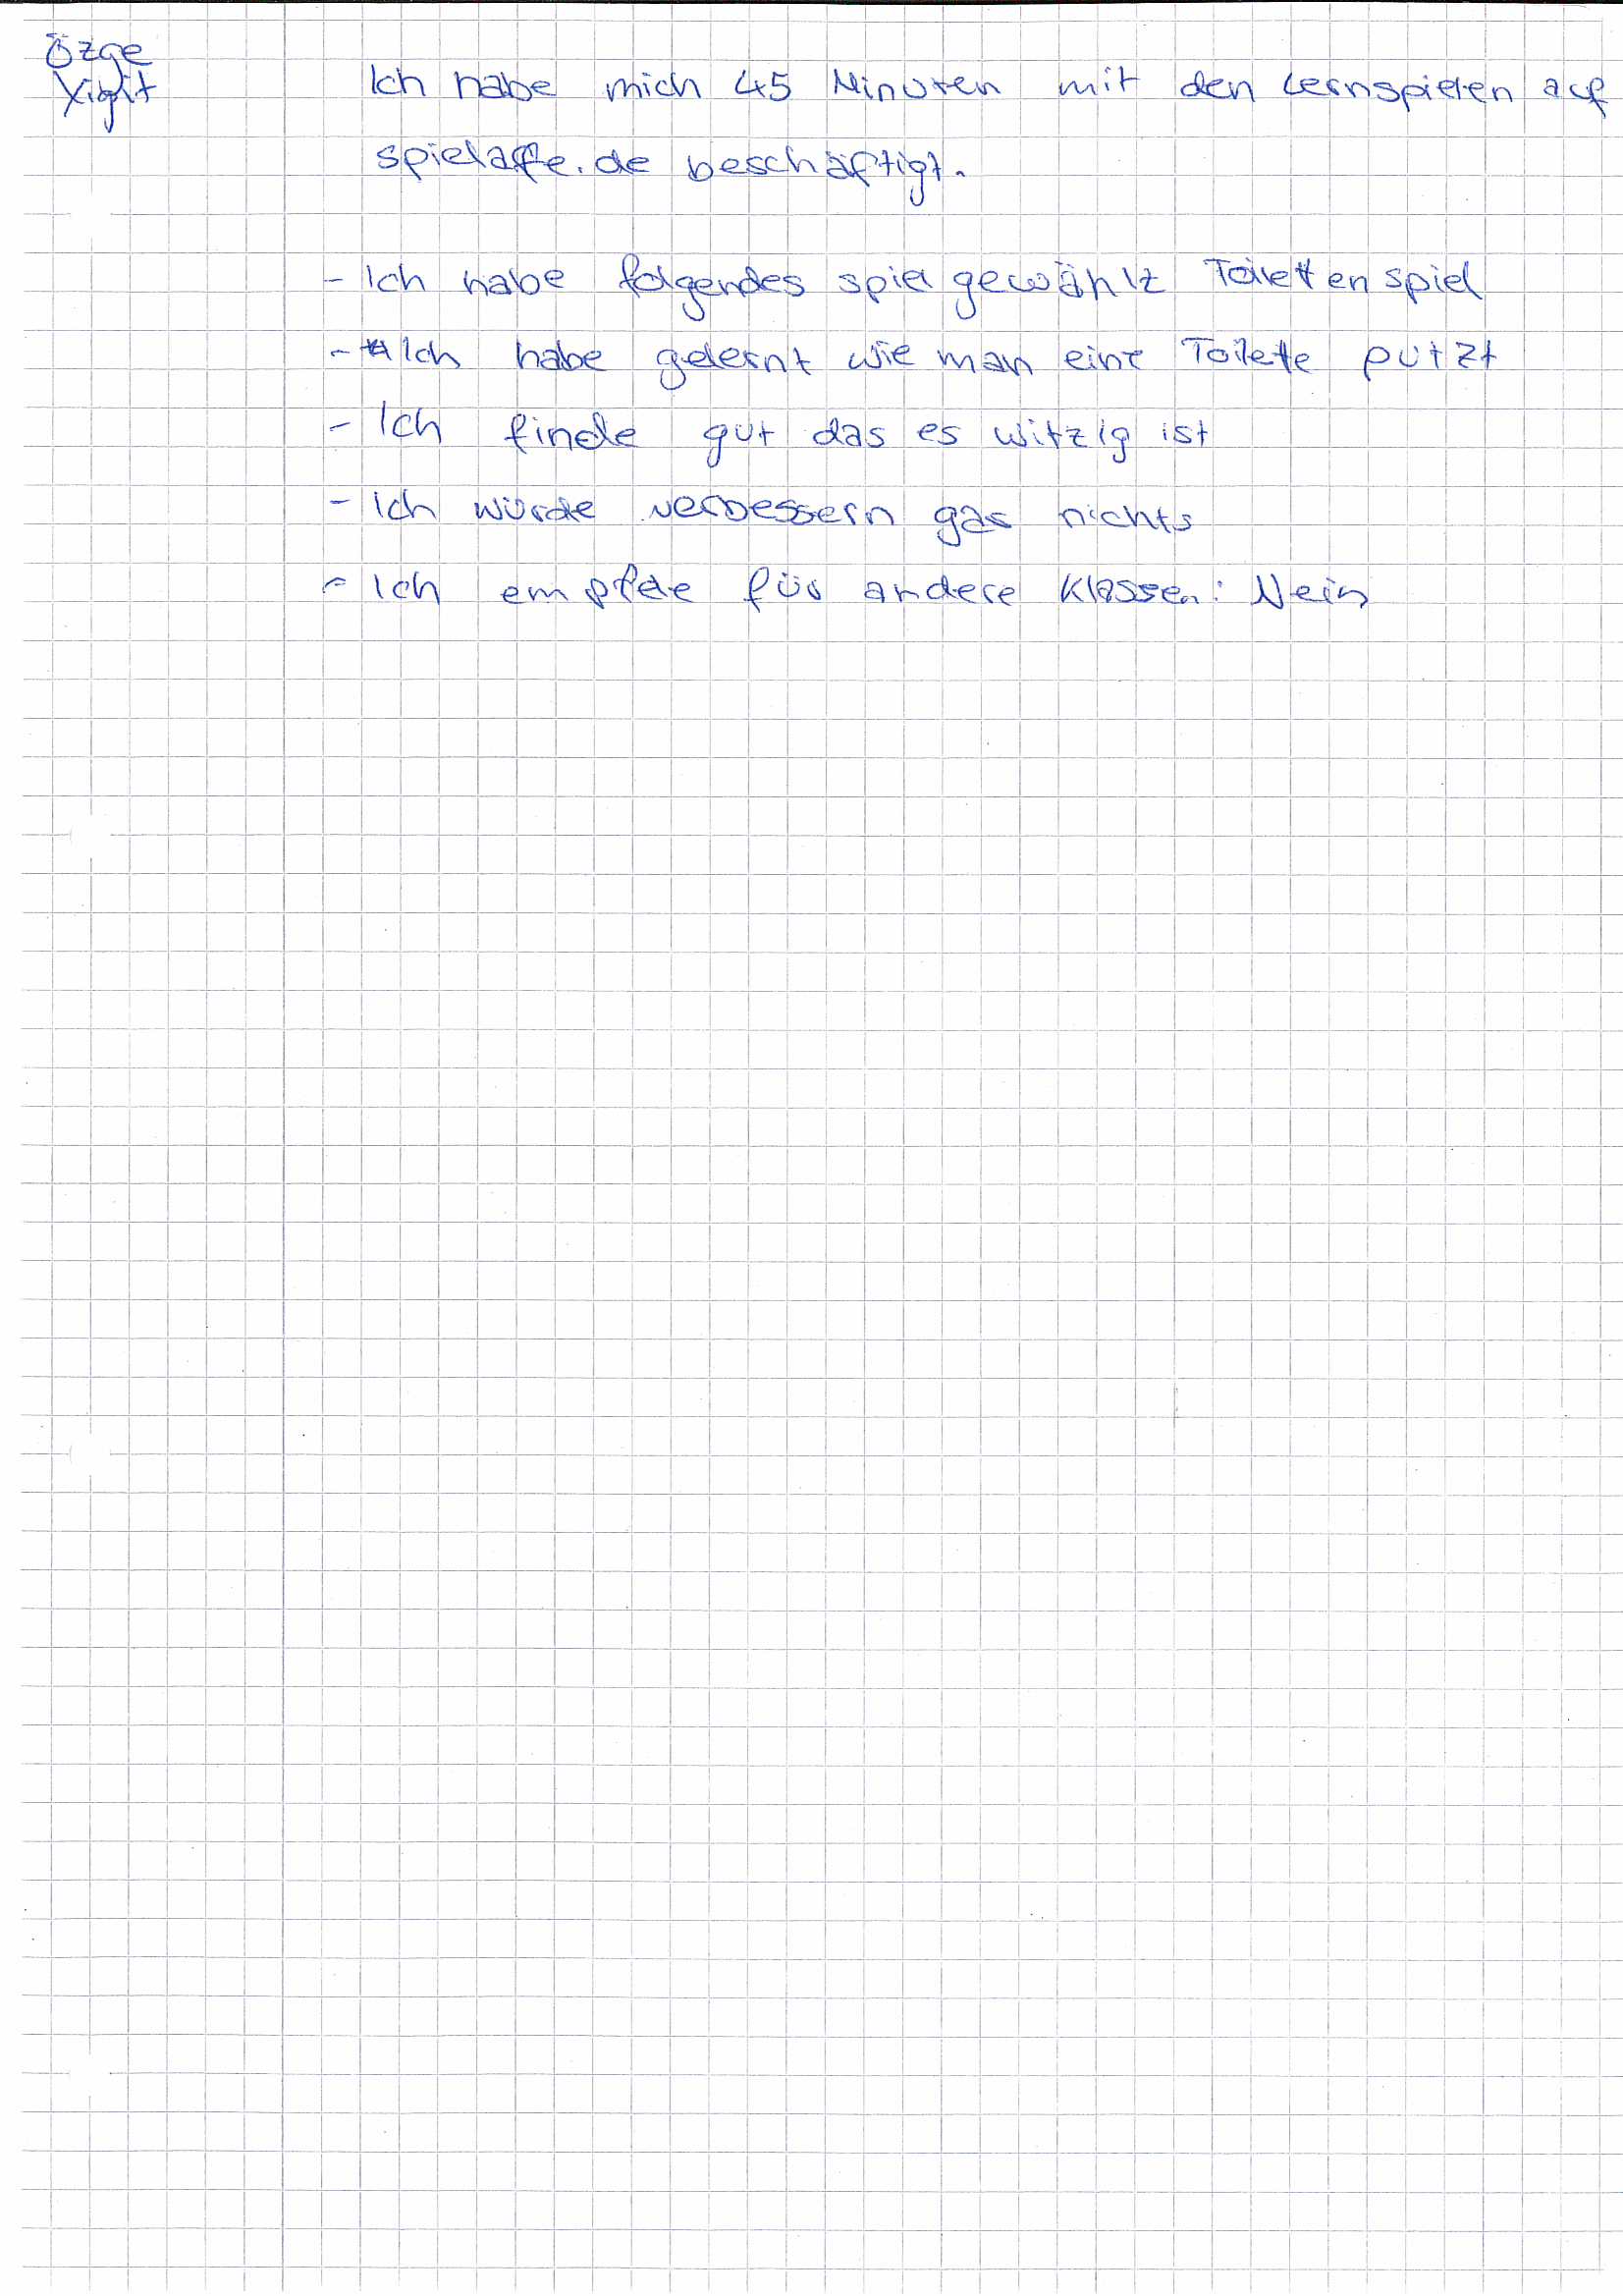 Özge
Yigit
Ich habe mich 45 Minuten mit den Lernspielen auf
spielaffe.de beschäftigt.
- Ich habe folgendes spiel gewählt Toiletten spiel
- Ich habe gelernt wie man eine Toilette putzt
- Ich finde gut das es witzig ist
- Ich würde verbessern gar nichts
- Ich empfele für andere Klassen: Nein